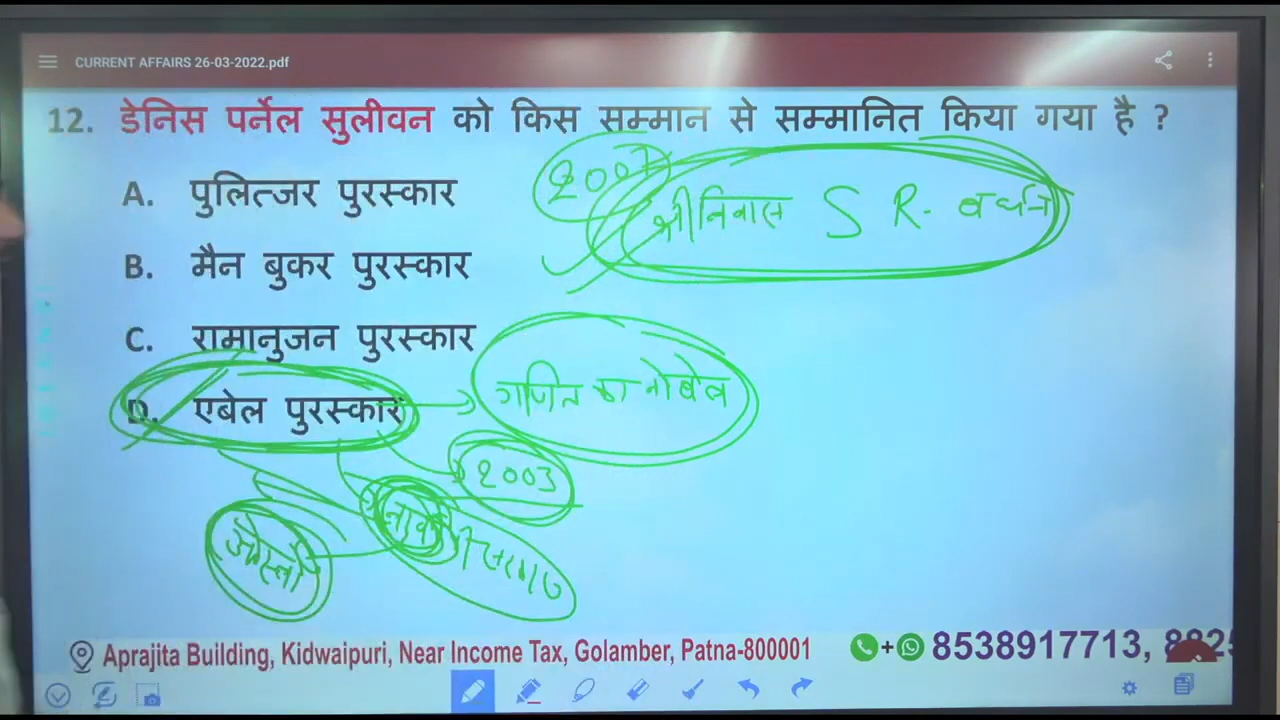 CURRENT AFFAIRS 26-03-2022.pdf
12. डेनिस पर्नेल सुलीवन को किस सम्मान से सम्मानित किया गया है ?
A. पुलित्जर पुरस्कार
2007
श्रीनिवास S R. वर्धन
B. मैन बुकर पुरस्कार
C. रामानुजन पुरस्कार
D. एबेल पुरस्कार
गणित का नोबेल
2003
ओस्लो
Aprajita Building, Kidwaipuri, Near Income Tax, Golamber, Patna-800001
8538917713,